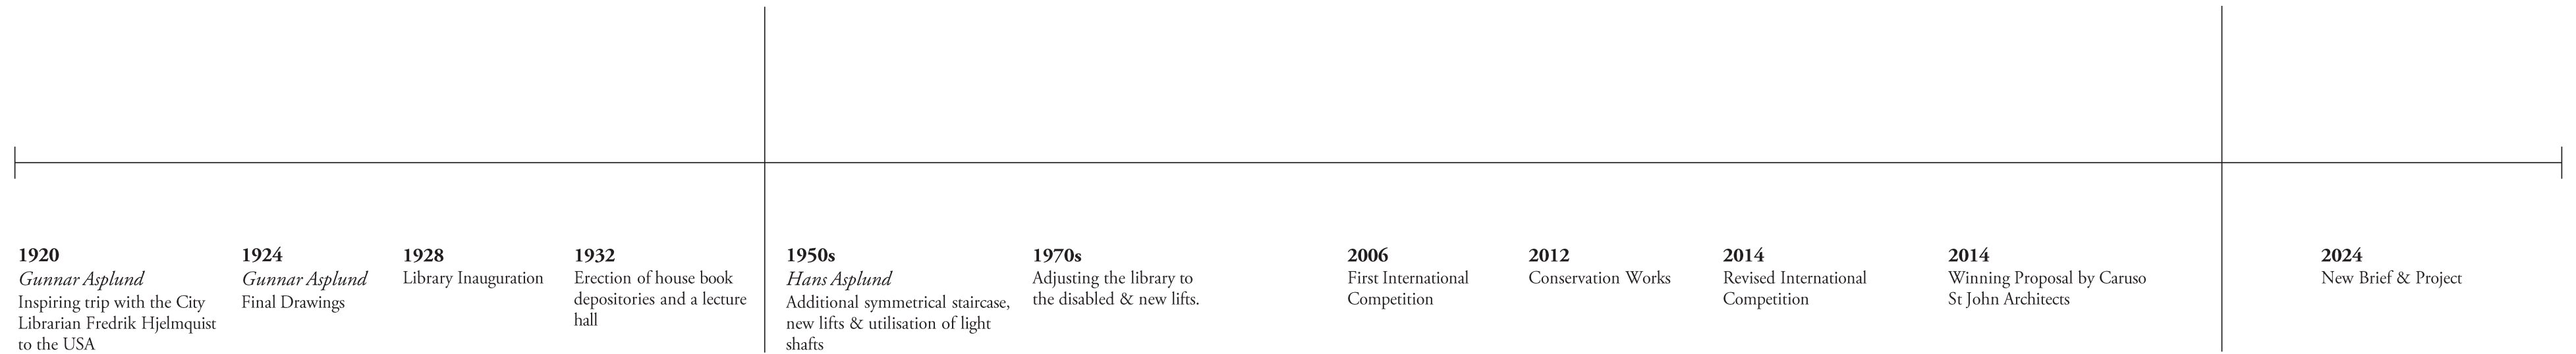 1920
Gunnar Asplund
Inspiring trip with the City
Librarian Fredrik Hjelmquist
to the USA
1924
Gunnar Asplund
Final Drawings
1928
Library Inauguration
1932
Erection of house book
depositories and a lecture
hall
1950s
Hans Asplund
Additional symmetrical staircase,
new lifts & utilisation of light
shafts
1970s
Adjusting the library to
the disabled & new lifts.
2006
First International
Competition
2012
Conservation Works
2014
Revised International
Competition
2014
Winning Proposal by Caruso
St John Architects
2024
New Brief & Project